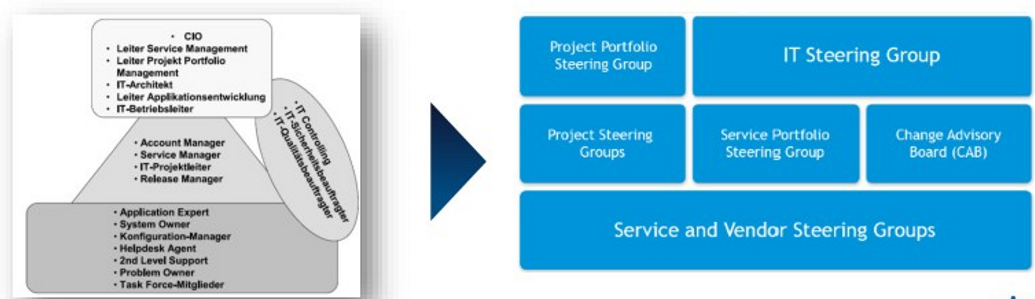 • CIO
• Leiter Service Management
• Leiter Projekt Portfolio
Management
• IT-Architekt
• Leiter Applikationsentwicklung
• IT-Betriebsleiter
• IT Controlling
• IT-Sicherheitsbeauftragter
• IT-Qualitätsbeauftragter
• Account Manager
• Service Manager
• IT-Projektleiter
• Release Manager
• Application Expert
• System Owner
• Konfiguration-Manager
• Helpdesk Agent
• 2nd Level Support
• Problem Owner
• Task Force-Mitglieder
Project Portfolio
Steering Group
IT Steering Group
Project Steering
Groups
Service Portfolio
Steering Group
Change Advisory
Board (CAB)
Service and Vendor Steering Groups